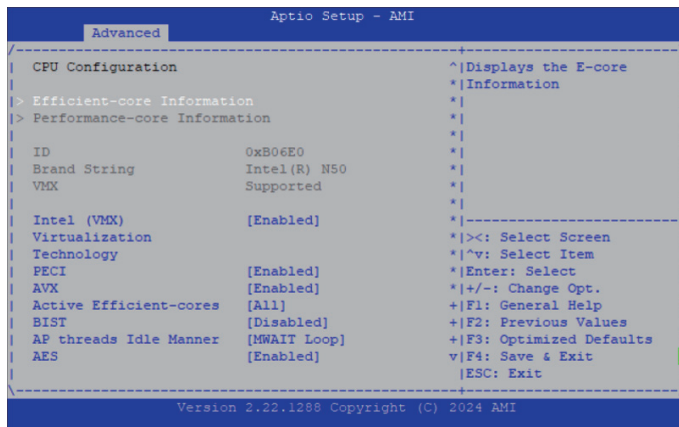 Aptio Setup - AMI
Advanced
CPU Configuration
> Efficient-core Information
> Performance-core Information
ID 0xB06E0
Brand String Intel(R) N50
VMX Supported
Intel (VMX) [Enabled]
Virtualization
Technology
PECI [Enabled]
AVX [Enabled]
Active Efficient-cores [All]
BIST [Disabled]
AP threads Idle Manner [MWAIT Loop]
AES [Enabled]
Displays the E-core
Information
><: Select Screen
^v: Select Item
Enter: Select
+/-: Change Opt.
F1: General Help
F2: Previous Values
F3: Optimized Defaults
F4: Save & Exit
ESC: Exit
Version 2.22.1288 Copyright (C) 2024 AMI